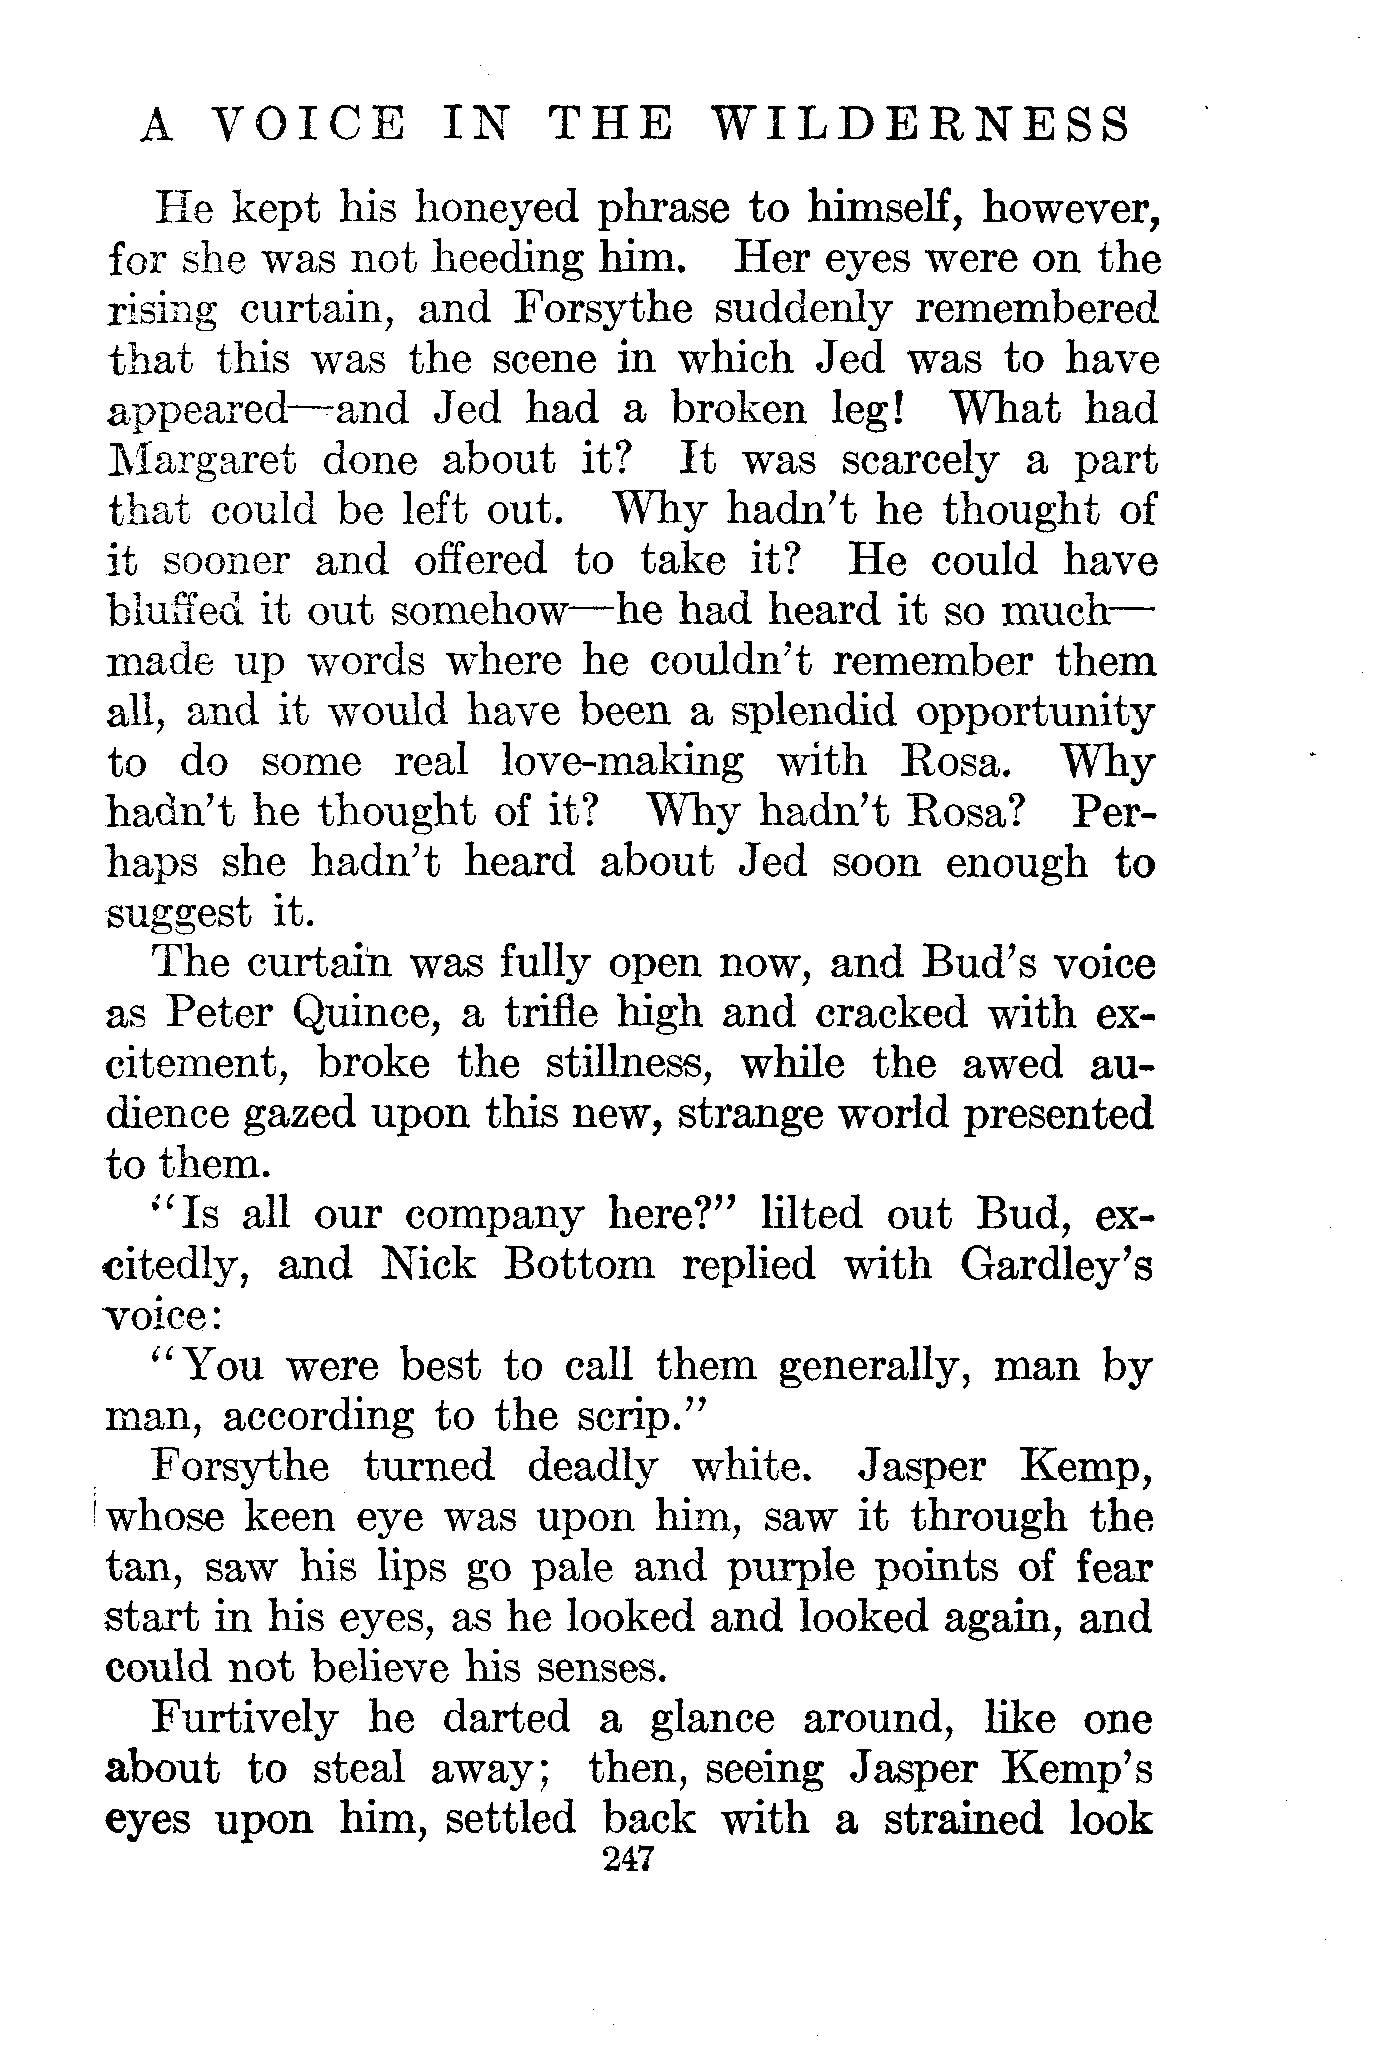 A VOICE IN THE WILDERNESS
He kept his honeyed phrase to himself, however,
for she was not heeding him. Her eyes were on the
rising curtain, and Forsythe suddenly remembered
that this was the scene in which Jed was to have
appeared—and Jed had a broken leg! What had
Margaret done about it? It was scarcely a part
that could be left out. Why hadn't he thought of
it sooner and offered to take it? He could have
bluffed it out somehow—he had heard it so much—
made up words where he couldn't remember them
all, and it would have been a splendid opportunity
to do some real love-making with Rosa. Why
hadn't he thought of it? Why hadn't Rosa? Per-
haps she hadn't heard about Jed soon enough to
suggest it.
The curtain was fully open now, and Bud's voice
as Peter Quince, a trifle high and cracked with ex-
citement, broke the stillness, while the awed au-
dience gazed upon this new, strange world presented
to them.
"Is all our company here?" lilted out Bud, ex-
citedly, and Nick Bottom replied with Gardley's
voice:
"You were best to call them generally, man by
man, according to the scrip."
Forsythe turned deadly white. Jasper Kemp,
whose keen eye was upon him, saw it through the
tan, saw his lips go pale and purple points of fear
start in his eyes, as he looked and looked again, and
could not believe his senses.
Furtively he darted a glance around, like one
about to steal away; then, seeing Jasper Kemp's
eyes upon him, settled back with a strained look
247